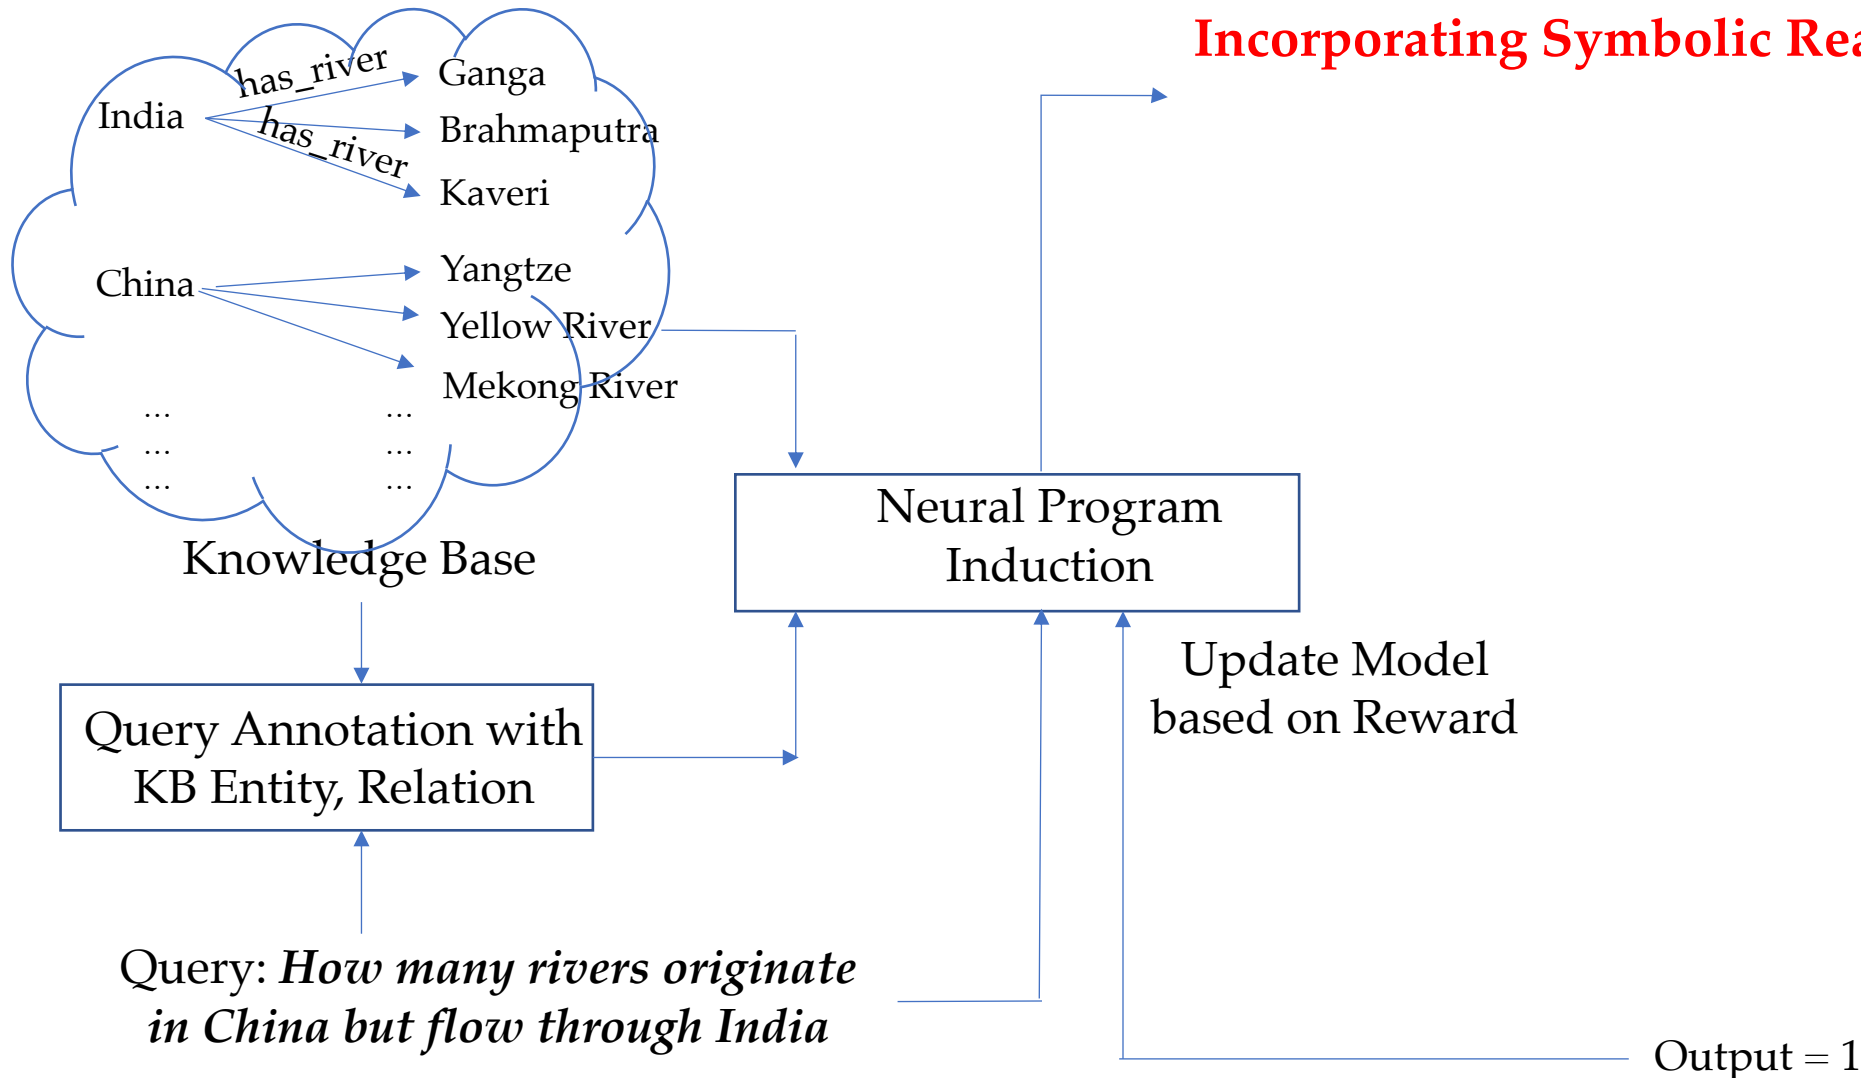 Incorporating Symbolic Rea
has_river
Ganga
India
has_river
Brahmaputra
Kaveri
China
Yangtze
Yellow River
Mekong River
... ...
... ...
... ...
Knowledge Base
Neural Program
Induction
Update Model
based on Reward
Query Annotation with
KB Entity, Relation
Query: How many rivers originate
in China but flow through India
Output = 1